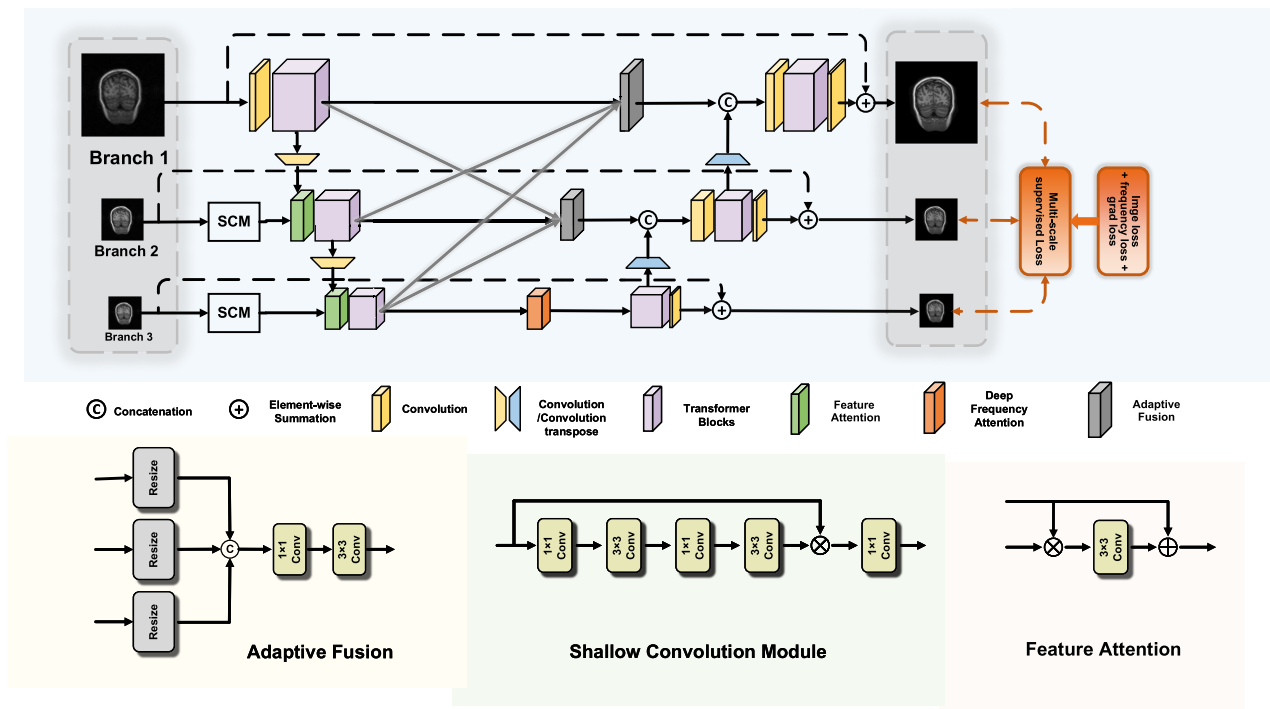 Branch 1
Branch 2
Branch 3
SCM
SCM
C
C
Multi-scale
supervised Loss
Imge loss
+ frequency loss +
grad loss
C
Concatenation
Element-wise
Summation
Convolution
Convolution
/Convolution
transpose
Transformer
Blocks
Feature
Attention
Deep
Frequency
Attention
Adaptive
Fusion
Resize
Resize
Resize
C
1×1
Conv
3×3
Conv
Adaptive Fusion
1×1
Conv
3×3
Conv
1×1
Conv
3×3
Conv
1×1
Conv
Shallow Convolution Module
3×3
Conv
Feature Attention